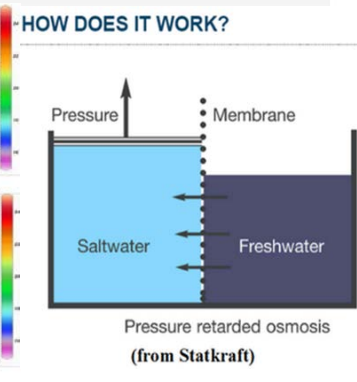 HOW DOES IT WORK?
Pressure
Membrane
Saltwater
Freshwater
Pressure retarded osmosis
(from Statkraft)